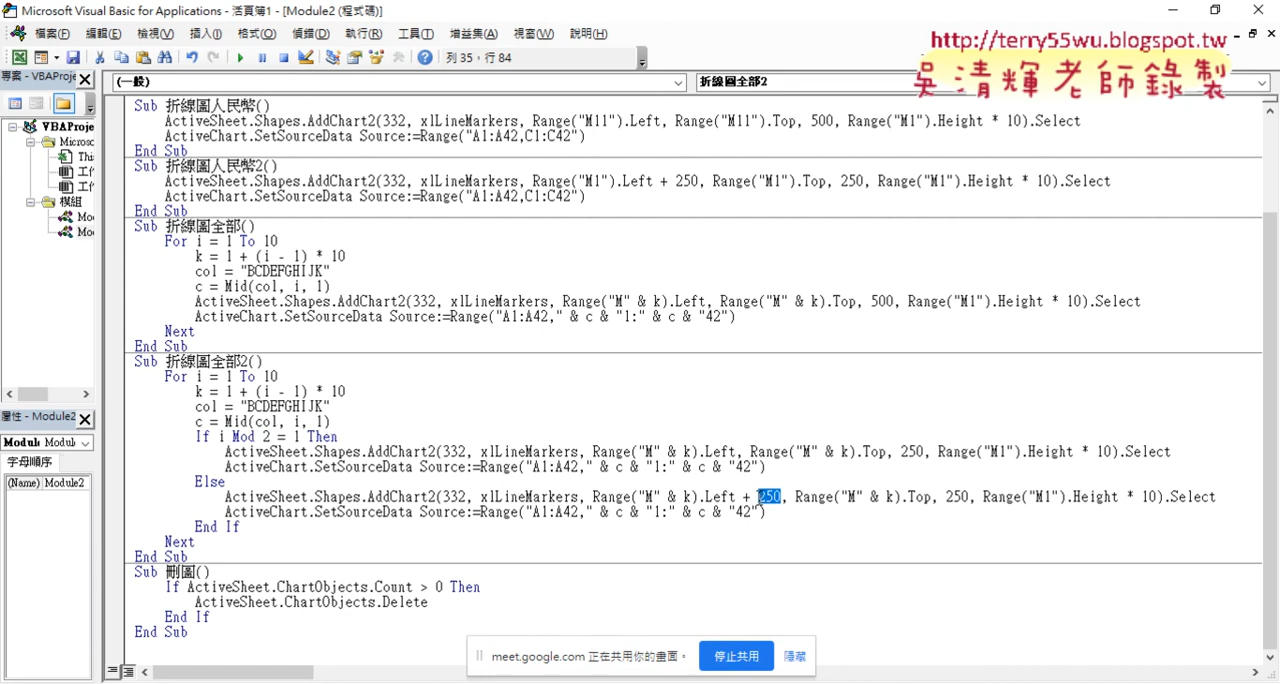 Microsoft Visual Basic for Applications - 活頁簿1 - [Module2 (程式碼)]
http://terry55wu.blogspot.tw
吳清輝老師錄製
檔案(F) 編輯(E) 檢視(V) 插入(I) 格式(O) 偵錯(D) 執行(R) 工具(T) 增益集(A) 視窗(W) 說明(H)
列 35，行 84
專案 - VBAProje
(一般)
折線圖全部2
VBAProje
Microsc
Thi
工作
工作
模組
Mo
Mo
屬性 - Module2
Module Modul
字母順序
(Name) Module2
Sub 折線圖人民幣()
ActiveSheet.Shapes.AddChart2(332, xlLineMarkers, Range("M11").Left, Range("M11").Top, 500, Range("M1").Height * 10).Select
ActiveChart.SetSourceData Source:=Range("A1:A42,C1:C42")
End Sub
Sub 折線圖人民幣2()
ActiveSheet.Shapes.AddChart2(332, xlLineMarkers, Range("M1").Left + 250, Range("M1").Top, 250, Range("M1").Height * 10).Select
ActiveChart.SetSourceData Source:=Range("A1:A42,C1:C42")
End Sub
Sub 折線圖全部()
For i = 1 To 10
k = 1 + (i - 1) * 10
col = "BCDEFGHIJK"
c = Mid(col, i, 1)
ActiveSheet.Shapes.AddChart2(332, xlLineMarkers, Range("M" & k).Left, Range("M" & k).Top, 500, Range("M1").Height * 10).Select
ActiveChart.SetSourceData Source:=Range("A1:A42," & c & "1:" & c & "42")
Next
End Sub
Sub 折線圖全部2()
For i = 1 To 10
k = 1 + (i - 1) * 10
col = "BCDEFGHIJK"
c = Mid(col, i, 1)
If i Mod 2 = 1 Then
ActiveSheet.Shapes.AddChart2(332, xlLineMarkers, Range("M" & k).Left, Range("M" & k).Top, 250, Range("M1").Height * 10).Select
ActiveChart.SetSourceData Source:=Range("A1:A42," & c & "1:" & c & "42")
Else
ActiveSheet.Shapes.AddChart2(332, xlLineMarkers, Range("M" & k).Left + 250, Range("M" & k).Top, 250, Range("M1").Height * 10).Select
ActiveChart.SetSourceData Source:=Range("A1:A42," & c & "1:" & c & "42")
End If
Next
End Sub
Sub 刪圖()
If ActiveSheet.ChartObjects.Count > 0 Then
ActiveSheet.ChartObjects.Delete
End If
End Sub
meet.google.com 正在共用你的畫面。 停止共用 隱藏